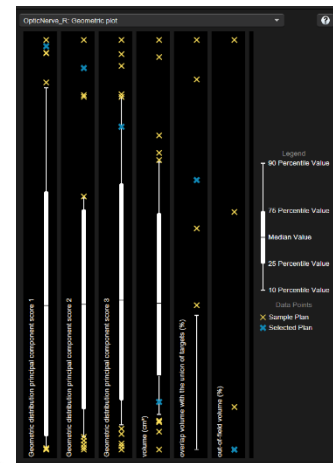 OpticNerve_R: Geometric plot
?
Geometric distribution principal component score 1
Geometric distribution principal component score 2
Geometric distribution principal component score 3
volume (cm³)
overlap volume with the union of targets (%)
out-of-field volume (%)
Legend
90 Percentile Value
75 Percentile Value
Median Value
25 Percentile Value
10 Percentile Value
Data Points
Sample Plan
Selected Plan